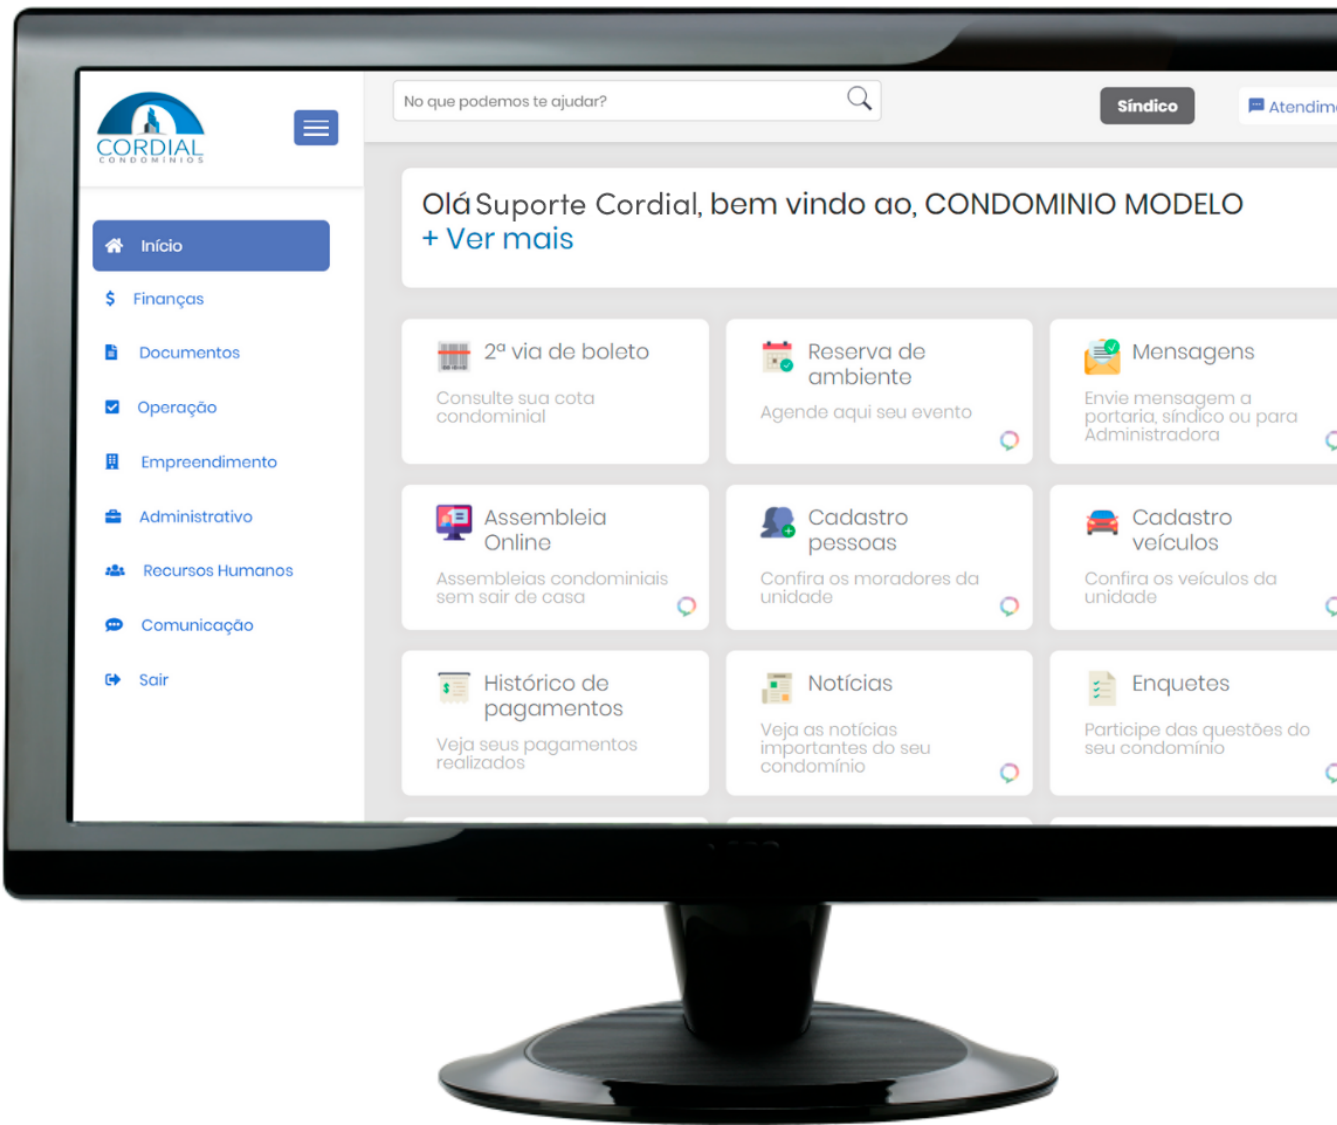 CORDIAL
CONDOMÍNIOS
No que podemos te ajudar?
Síndico
Olá Suporte Cordial, bem vindo ao, CONDOMINIO MODELO
+ Ver mais
Início
Finanças
Documentos
Operação
Empreendimento
Administrativo
Recursos Humanos
Comunicação
Sair
2ª via de boleto
Consulte sua cota
condominial
Reserva de
ambiente
Agende aqui seu evento
Mensagens
Envie mensagem a
portaria, síndico ou para
Administradora
Assembleia
Online
Assembleias condominiais
sem sair de casa
Cadastro
pessoas
Confira os moradores da
unidade
Cadastro
veículos
Confira os veículos da
unidade
Histórico de
pagamentos
Veja seus pagamentos
realizados
Notícias
Veja as notícias
importantes do seu
condomínio
Enquetes
Participe das questões do
seu condomínio